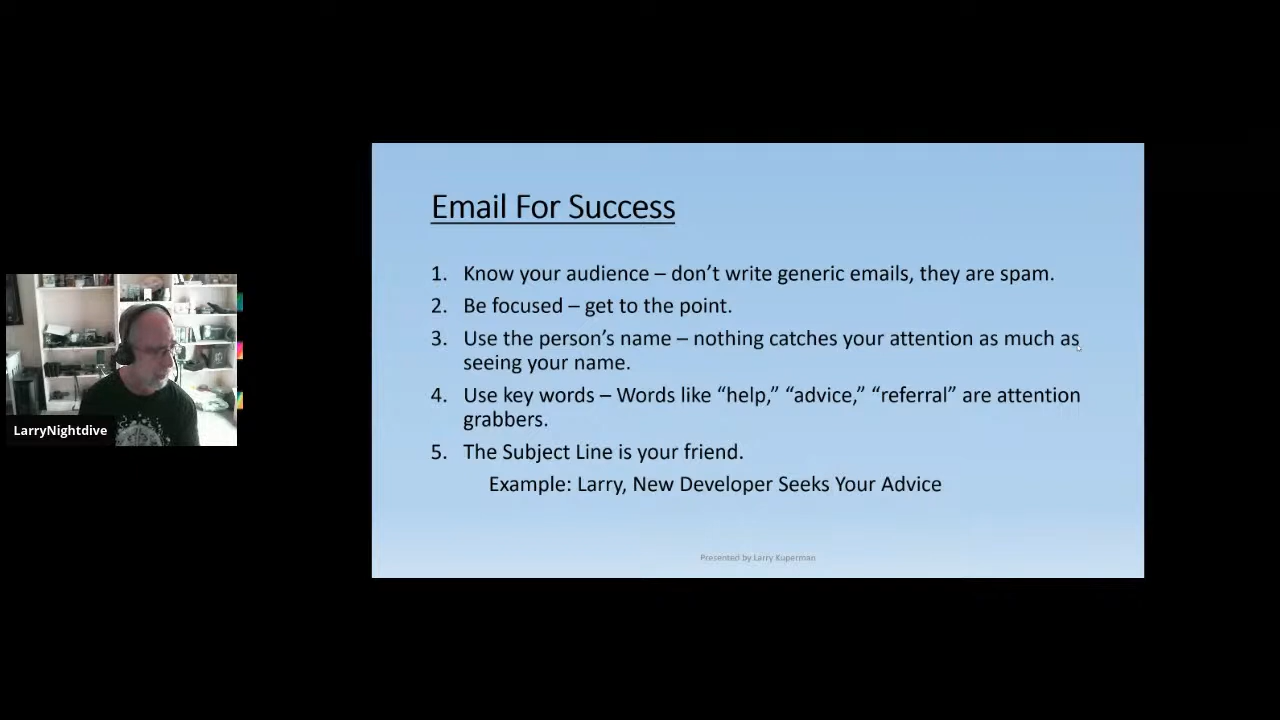 Email For Success
1. Know your audience – don’t write generic emails, they are spam.
2. Be focused – get to the point.
3. Use the person’s name – nothing catches your attention as much as
seeing your name.
4. Use key words – Words like “help,” “advice,” “referral” are attention
grabbers.
5. The Subject Line is your friend.
Example: Larry, New Developer Seeks Your Advice
Presented by Larry Kuperman
LarryNightdive